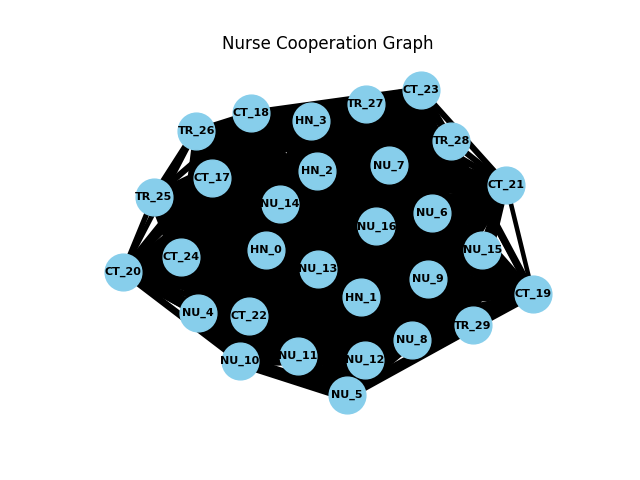 Nurse Cooperation Graph
CT_23
TR_27
CT_18
HN_3
TR_26
TR_28
NU_7
HN_2
CT_17
CT_21
TR_25
NU_14
NU_6
NU_16
HN_0
NU_15
CT_24
NU_13
CT_20
NU_9
CT_19
HN_1
NU_4
CT_22
TR_29
NU_8
NU_11
NU_12
NU_10
NU_5